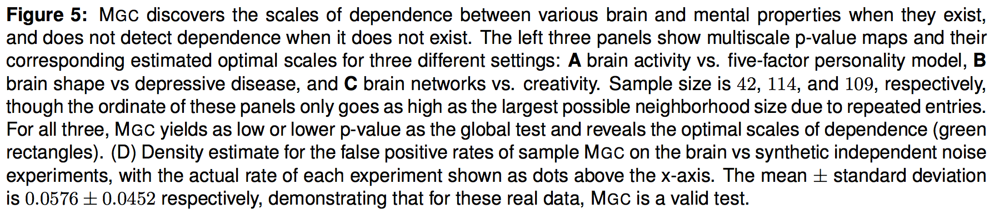 Figure 5: MGC discovers the scales of dependence between various brain and mental properties when they exist,
and does not detect dependence when it does not exist. The left three panels show multiscale p-value maps and their
corresponding estimated optimal scales for three different settings: A brain activity vs. five-factor personality model, B
brain shape vs depressive disease, and C brain networks vs. creativity. Sample size is 42, 114, and 109, respectively,
though the ordinate of these panels only goes as high as the largest possible neighborhood size due to repeated entries.
For all three, MGC yields as low or lower p-value as the global test and reveals the optimal scales of dependence (green
rectangles). (D) Density estimate for the false positive rates of sample MGC on the brain vs synthetic independent noise
experiments, with the actual rate of each experiment shown as dots above the x-axis. The mean ± standard deviation
is 0.0576 ± 0.0452 respectively, demonstrating that for these real data, MGC is a valid test.